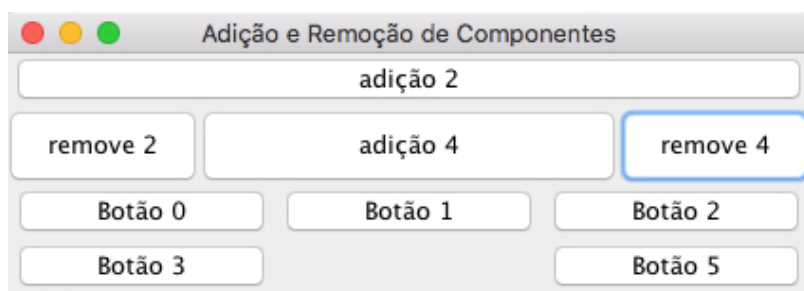 Adição e Remoção de Componentes
adição 2
remove 2 adição 4 remove 4
Botão 0 Botão 1 Botão 2
Botão 3 Botão 5